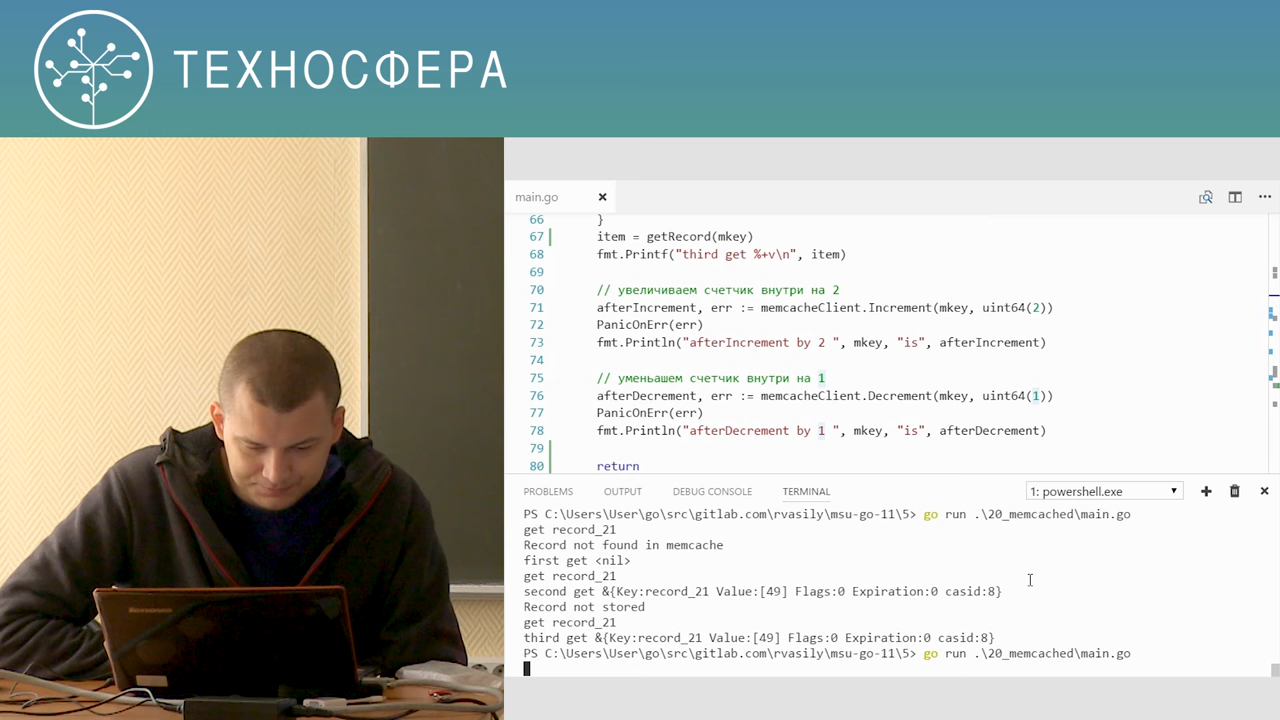 ТЕХНОСФЕРА
main.go
66 }
67 item = getRecord(mkey)
68 fmt.Printf("third get %+v\n", item)
69
70 // увеличиваем счетчик внутри на 2
71 afterIncrement, err := memcacheClient.Increment(mkey, uint64(2))
72 PanicOnErr(err)
73 fmt.Println("afterIncrement by 2 ", mkey, "is", afterIncrement)
74
75 // уменьашем счетчик внутри на 1
76 afterDecrement, err := memcacheClient.Decrement(mkey, uint64(1))
77 PanicOnErr(err)
78 fmt.Println("afterDecrement by 1 ", mkey, "is", afterDecrement)
79
80 return
PROBLEMS OUTPUT DEBUG CONSOLE TERMINAL 1: powershell.exe
PS C:\Users\User\go\src\gitlab.com\rvasily\msu-go-11\5> go run .\20_memcached\main.go
get record_21
Record not found in memcache
first get <nil>
get record_21
second get &{Key:record_21 Value:[49] Flags:0 Expiration:0 casid:8}
Record not stored
get record_21
third get &{Key:record_21 Value:[49] Flags:0 Expiration:0 casid:8}
PS C:\Users\User\go\src\gitlab.com\rvasily\msu-go-11\5> go run .\20_memcached\main.go
lenovo